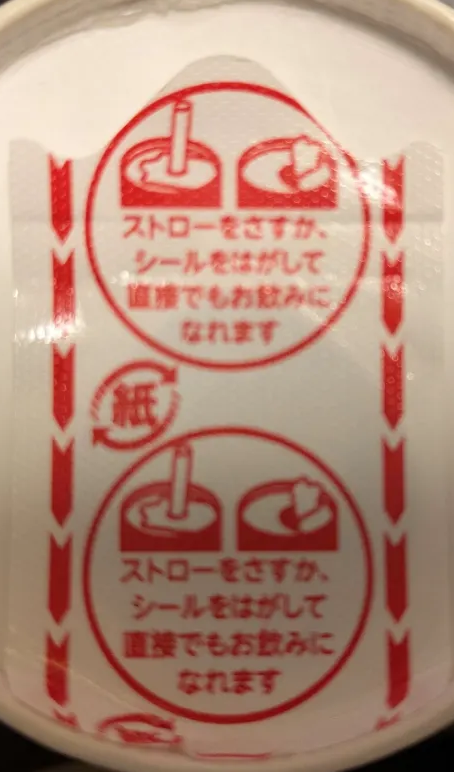 ストローをさすか、
シールをはがして
直接でもお飲みに
なれます
紙
ストローをさすか、
シールをはがして
直接でもお飲みに
なれます